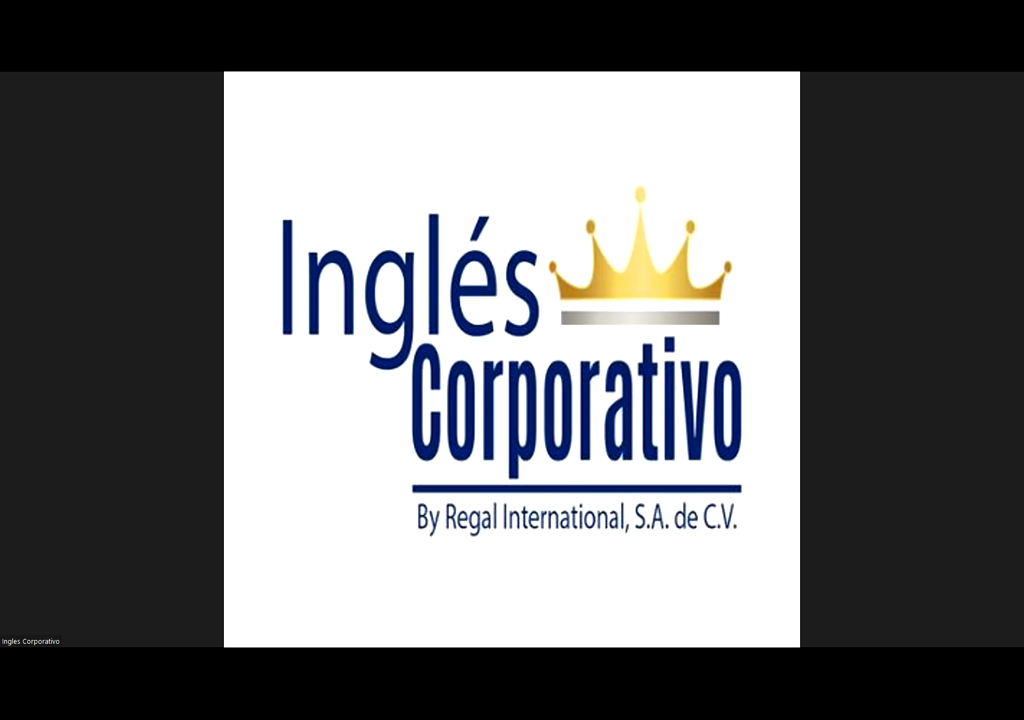 Inglés
Corporativo
By Regal International, S.A. de C.V.
Ingles Corporativo